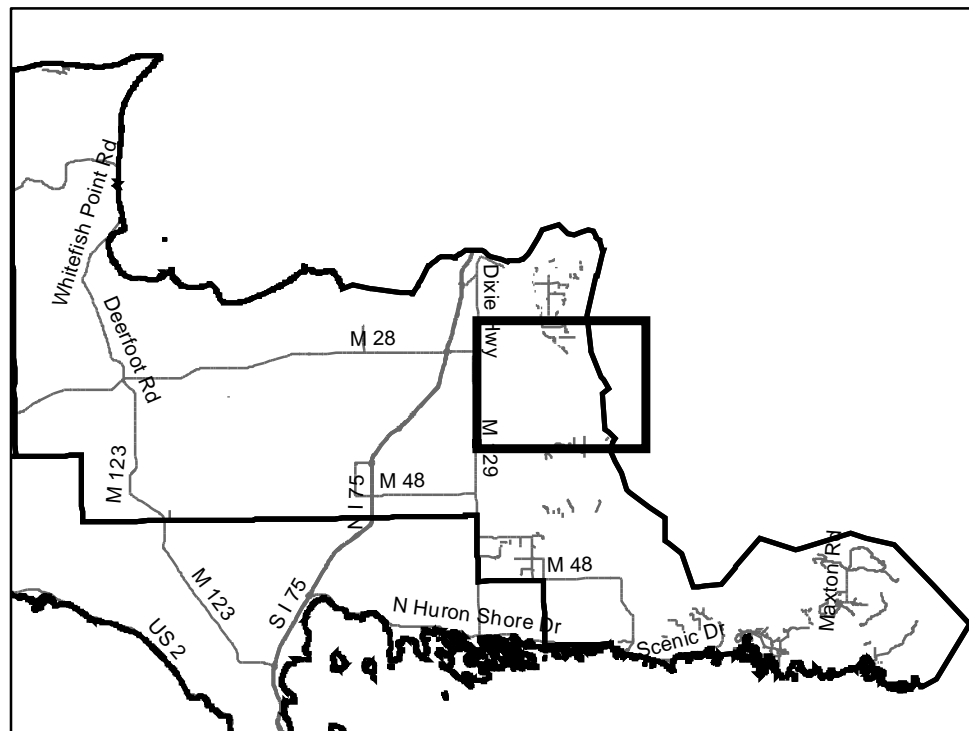 Whitefish Point Rd
Dixie Hwy
Deerfoot Rd
M 28
M 123
N I 75
M 48
M 129
M 123
S I 75
M 48
US 2
N Huron Shore Dr
Scenic Dr
Maxton Rd